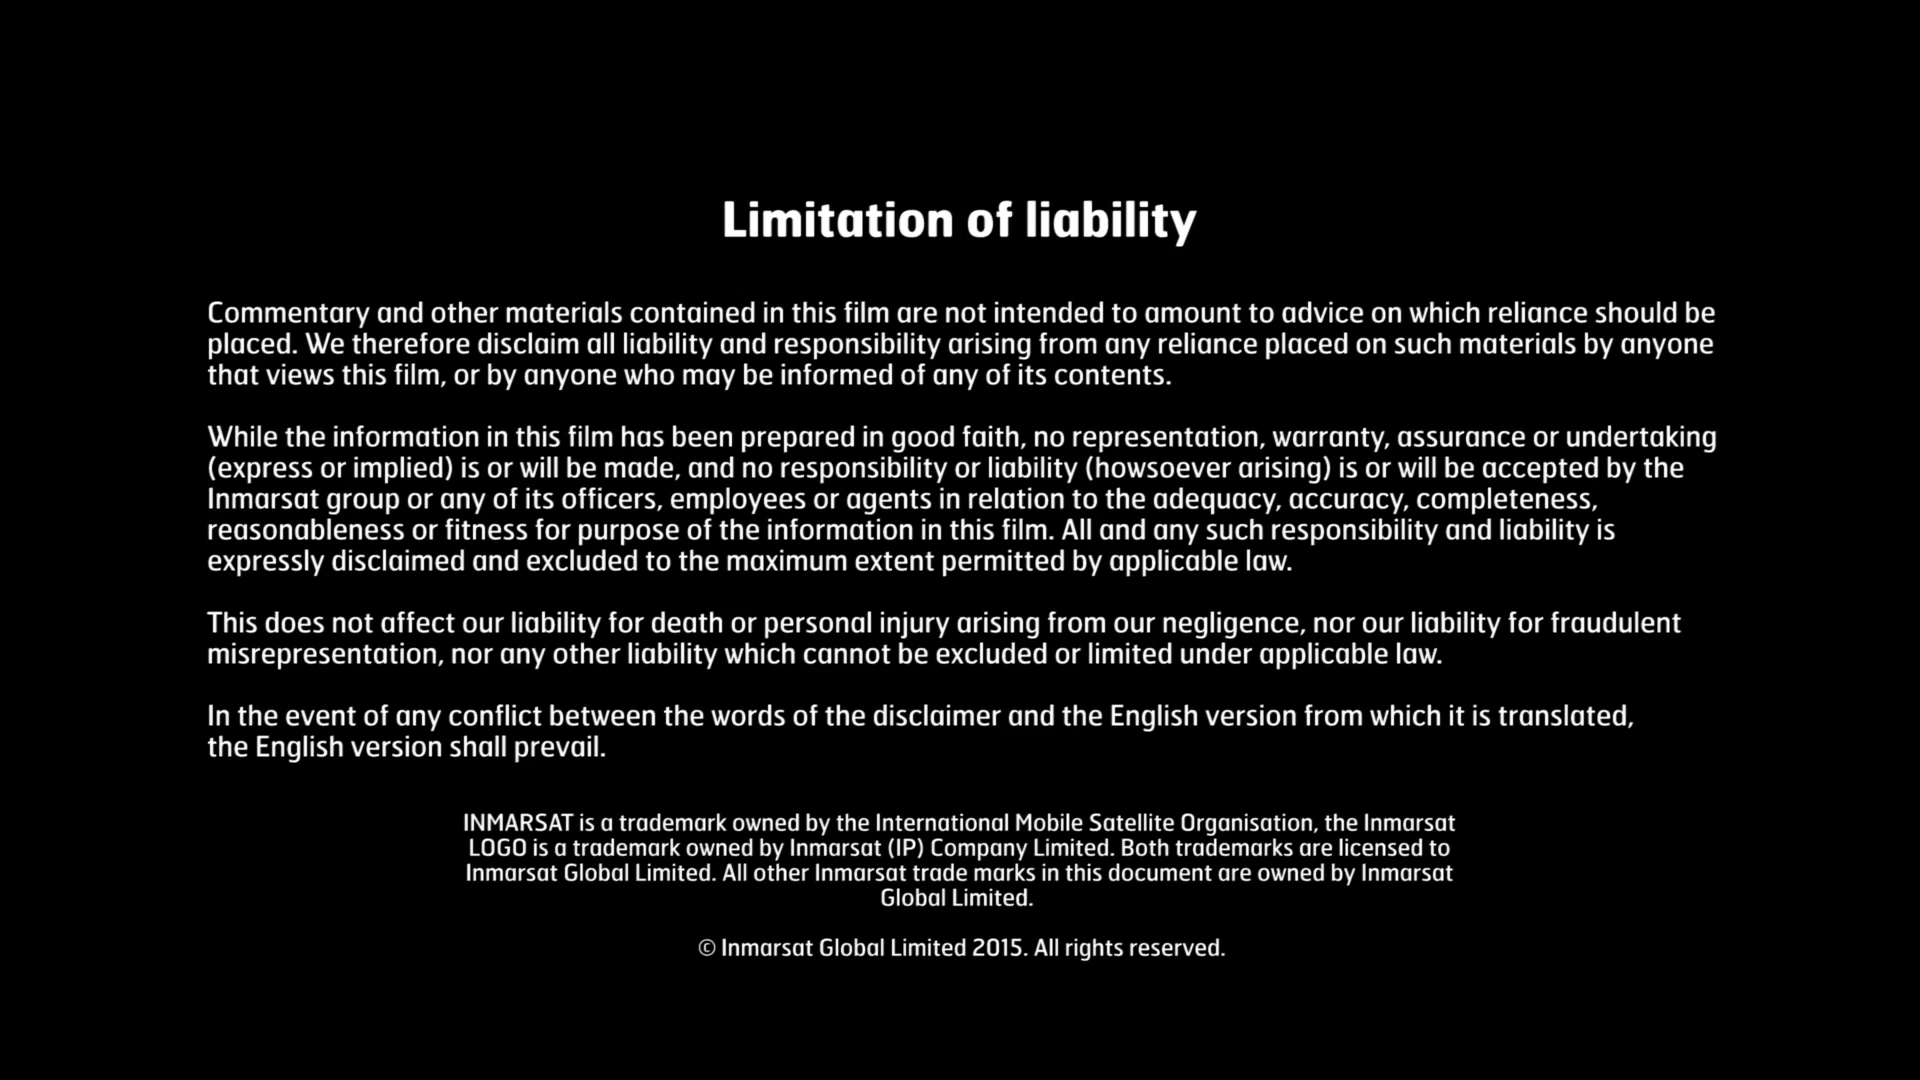 Limitation of liability
Commentary and other materials contained in this film are not intended to amount to advice on which reliance should be
placed. We therefore disclaim all liability and responsibility arising from any reliance placed on such materials by anyone
that views this film, or by anyone who may be informed of any of its contents.
While the information in this film has been prepared in good faith, no representation, warranty, assurance or undertaking
(express or implied) is or will be made, and no responsibility or liability (howsoever arising) is or will be accepted by the
Inmarsat group or any of its officers, employees or agents in relation to the adequacy, accuracy, completeness,
reasonableness or fitness for purpose of the information in this film. All and any such responsibility and liability is
expressly disclaimed and excluded to the maximum extent permitted by applicable law.
This does not affect our liability for death or personal injury arising from our negligence, nor our liability for fraudulent
misrepresentation, nor any other liability which cannot be excluded or limited under applicable law.
In the event of any conflict between the words of the disclaimer and the English version from which it is translated,
the English version shall prevail.
INMARSAT is a trademark owned by the International Mobile Satellite Organisation, the Inmarsat
LOGO is a trademark owned by Inmarsat (IP) Company Limited. Both trademarks are licensed to
Inmarsat Global Limited. All other Inmarsat trade marks in this document are owned by Inmarsat
Global Limited.
© Inmarsat Global Limited 2015. All rights reserved.